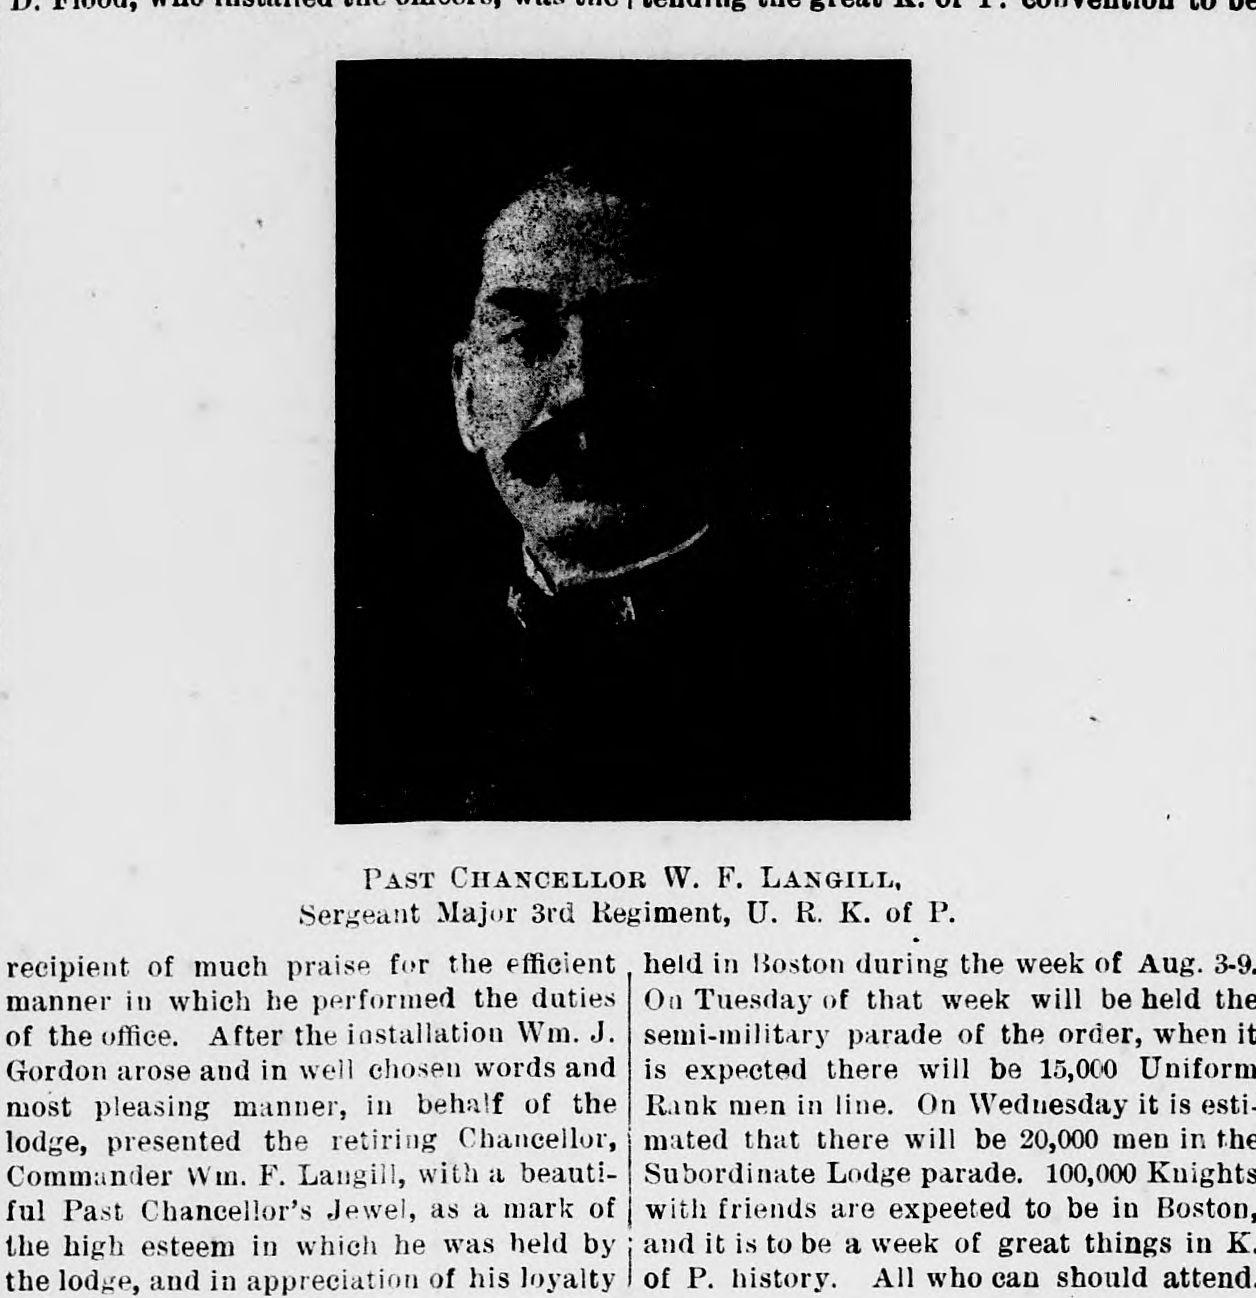 D. Flood, who installed the officers, was the
tending the great K. of P. convention to be
PAST CHANCELLOR W. F. LANGILL,
Sergeant Major 3rd Regiment, U. R. K. of P.
recipient of much praise for the efficient
manner in which he performed the duties
of the office. After the installation Wm. J.
Gordon arose and in well chosen words and
most pleasing manner, in behalf of the
lodge, presented the retiring Chancellor,
Commander Wm. F. Langill, with a beauti-
ful Past Chancellor's Jewel, as a mark of
the high esteem in which he was held by
the lodge, and in appreciation of his loyalty
held in Boston during the week of Aug. 3-9.
On Tuesday of that week will be held the
semi-military parade of the order, when it
is expected there will be 15,000 Uniform
Rank men in line. On Wednesday it is esti-
mated that there will be 20,000 men in the
Subordinate Lodge parade. 100,000 Knights
with friends are expeeted to be in Boston,
and it is to be a week of great things in K.
of P. history. All who can should attend.